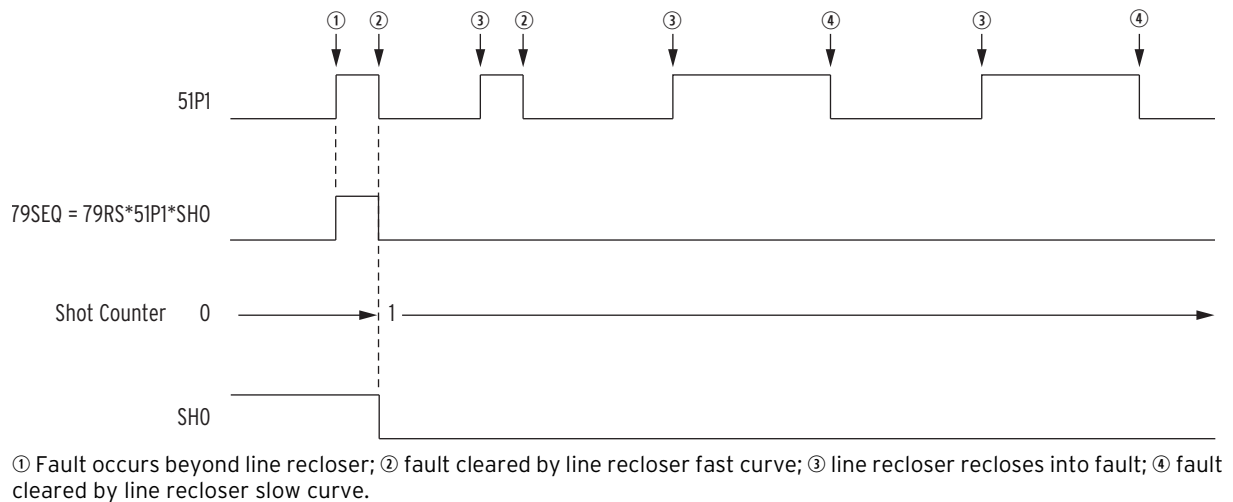 ① ② ③ ② ③ ④ ③ ④
51P1
79SEQ = 79RS*51P1*SH0
Shot Counter 0 1
SH0
① Fault occurs beyond line recloser; ② fault cleared by line recloser fast curve; ③ line recloser recloses into fault; ④ fault
cleared by line recloser slow curve.